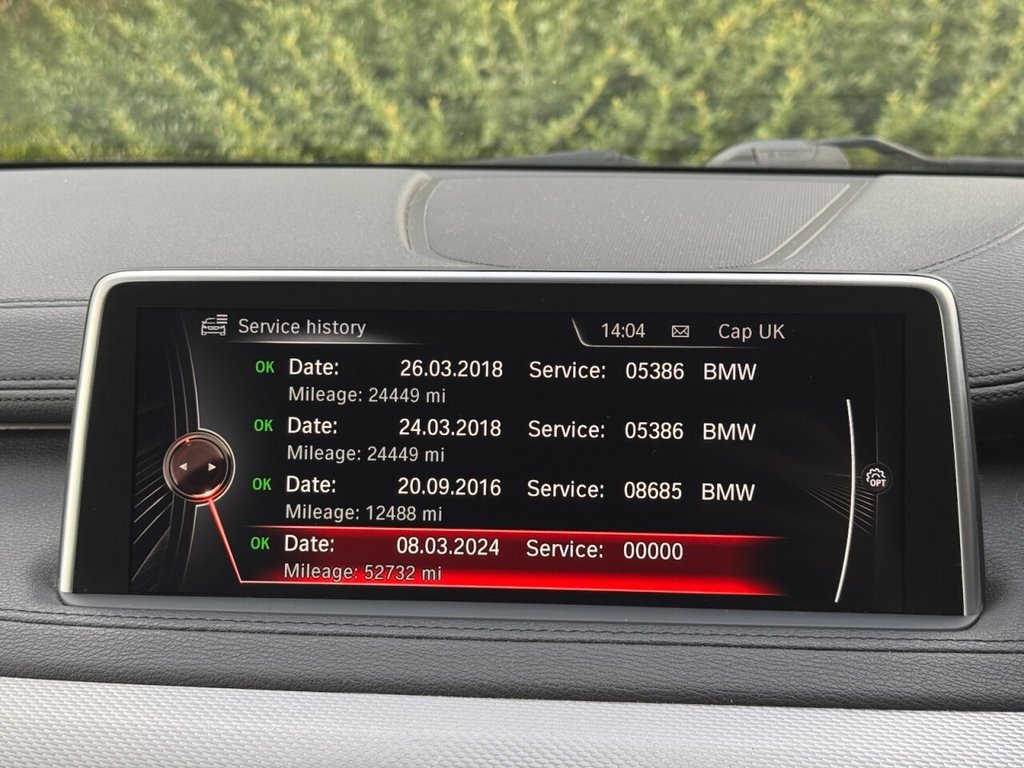 Service history 14:04 Cap UK
OK Date: 26.03.2018 Service: 05386 BMW
Mileage: 24449 mi
OK Date: 24.03.2018 Service: 05386 BMW
Mileage: 24449 mi
OK Date: 20.09.2016 Service: 08685 BMW
Mileage: 12488 mi
OK Date: 08.03.2024 Service: 00000
Mileage: 52732 mi
OPT